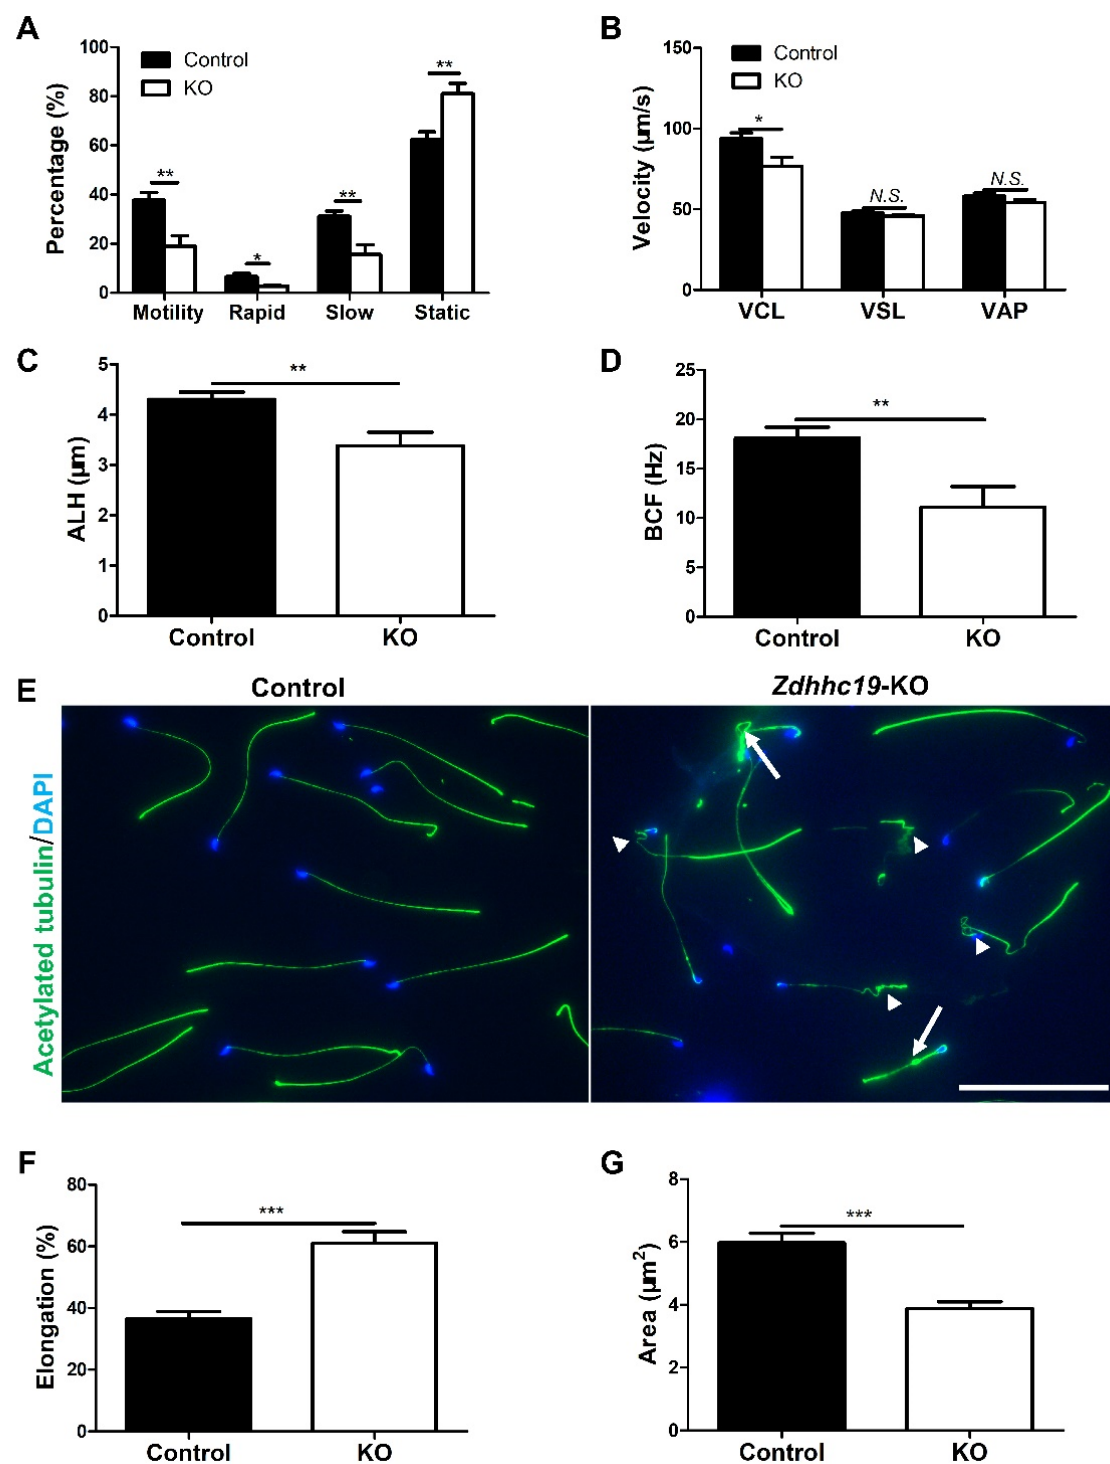 A
Percentage (%)
100
80
60
40
20
0
Control
KO
**
*
**
**
Motility Rapid Slow Static
B
Velocity (µm/s)
150
100
50
0
Control
KO
*
N.S.
N.S.
VCL VSL VAP
C
ALH (µm)
5
4
3
2
1
0
**
Control KO
D
BCF (Hz)
25
20
15
10
5
0
**
Control KO
E
Control
Zdhhc19-KO
Acetylated tubulin/DAPI
F
Elongation (%)
80
60
40
20
0
***
Control KO
G
Area (µm²)
8
6
4
2
0
***
Control KO